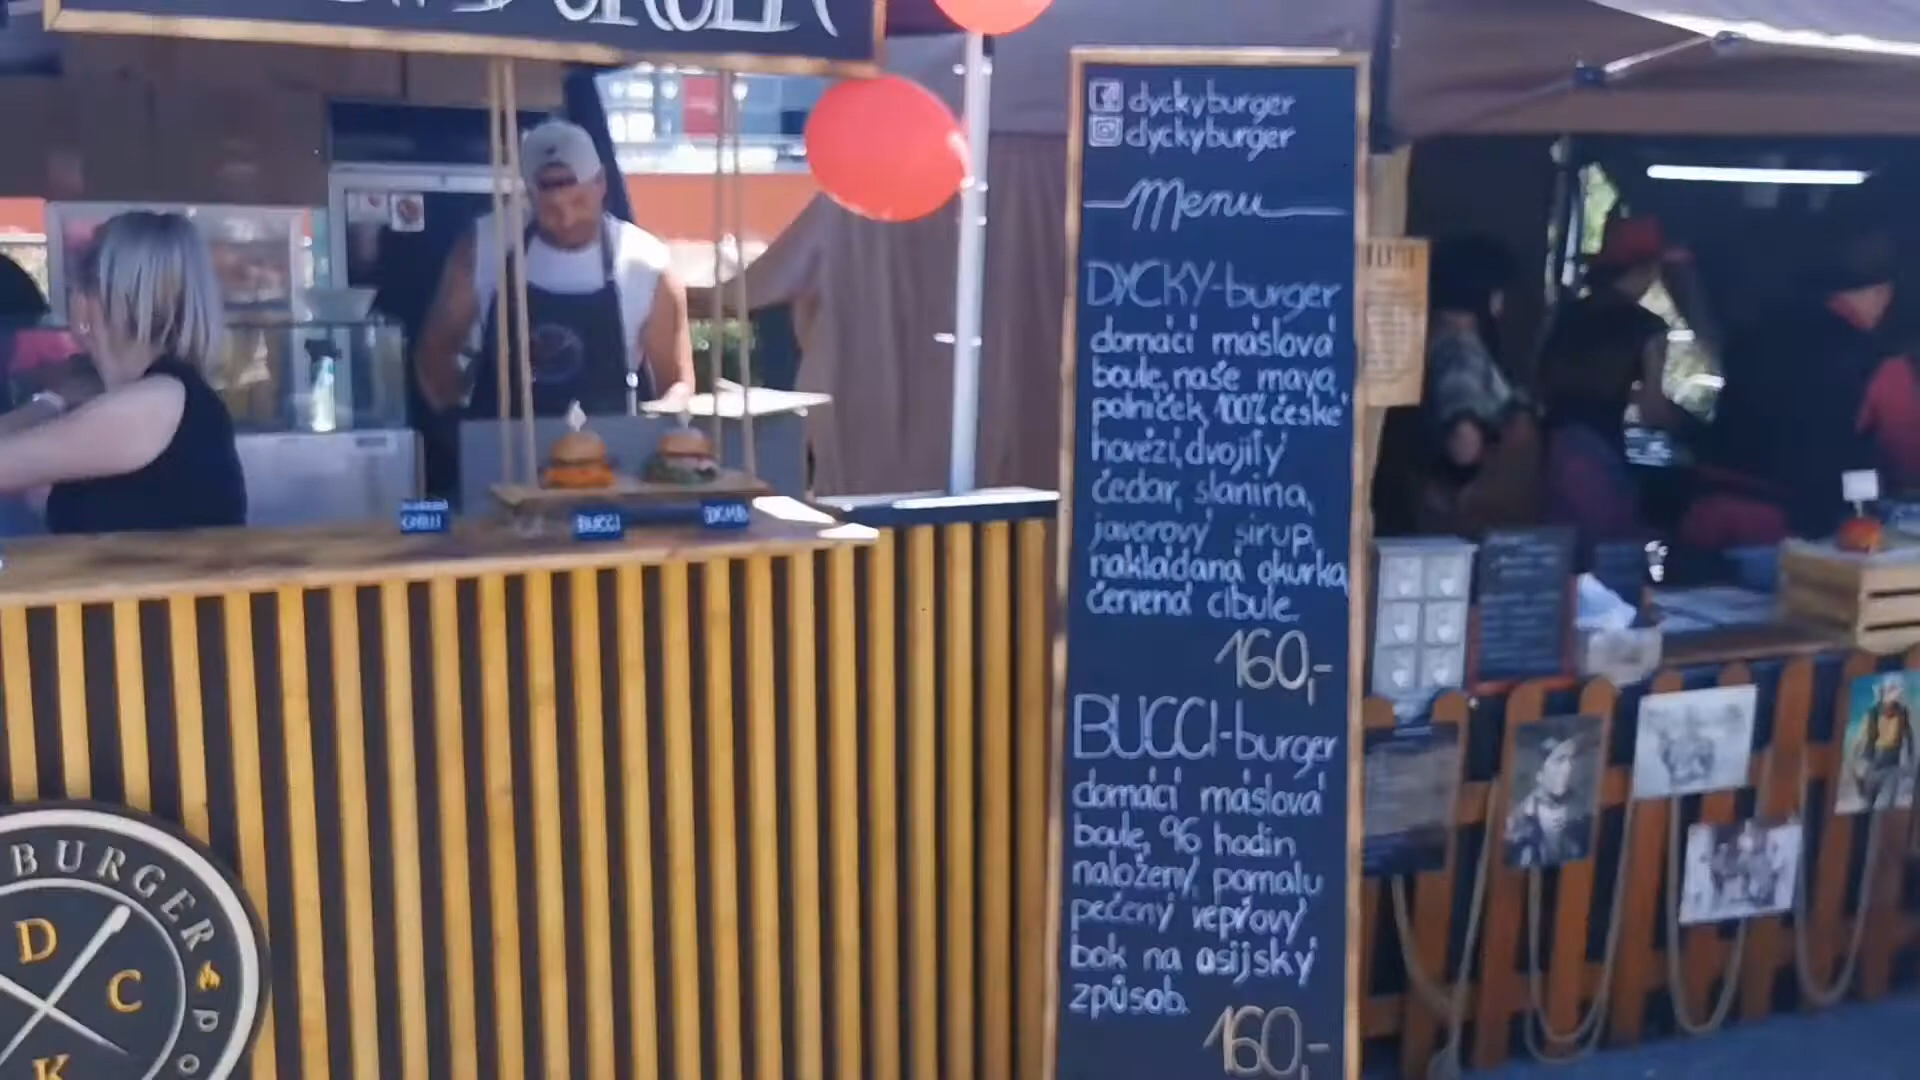 dyckyburger
dyckyburger
Menu
DYCKY-burger
domácí máslová
boule, naše mayo,
polníček, 100% české
hovězí, dvojitý
čedar, slanina,
javorový sirup,
nakládaná okurka,
červená cibule.
160,-
BUCCI-burger
domácí máslová
boule, 96 hodin
naložený, pomalu
pečený vepřový
bok na asijský
způsob.
160,-
CHILLI
BUCCI
BURGER
D
C
K